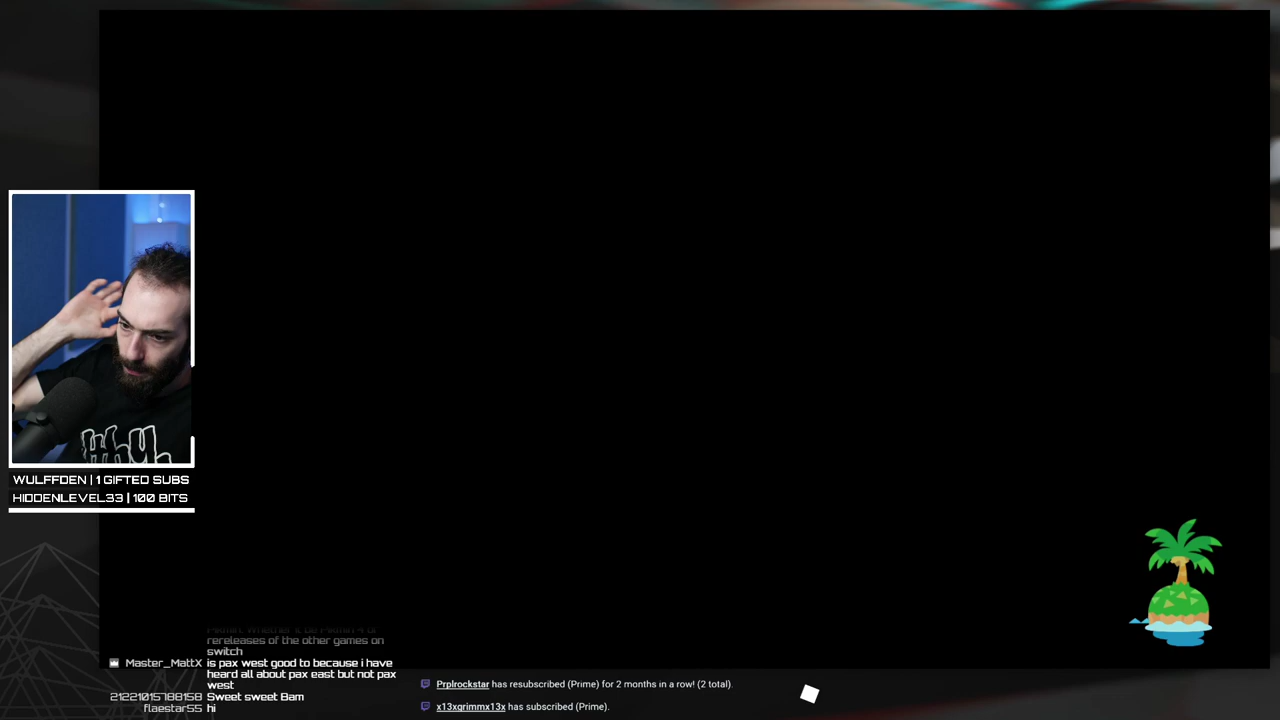 WULFFDEN | 1 GIFTED SUBS
HIDDENLEVEL33 | 100 BITS
rereleases of the other games on
switch
Master_MattX is pax west good to because i have
heard all about pax east but not pax
west
21221015788158 Sweet sweet Bam
flaestar55 hi
Prplrockstar has resubscribed (Prime) for 2 months in a row! (2 total).
x13xgrimmx13x has subscribed (Prime).